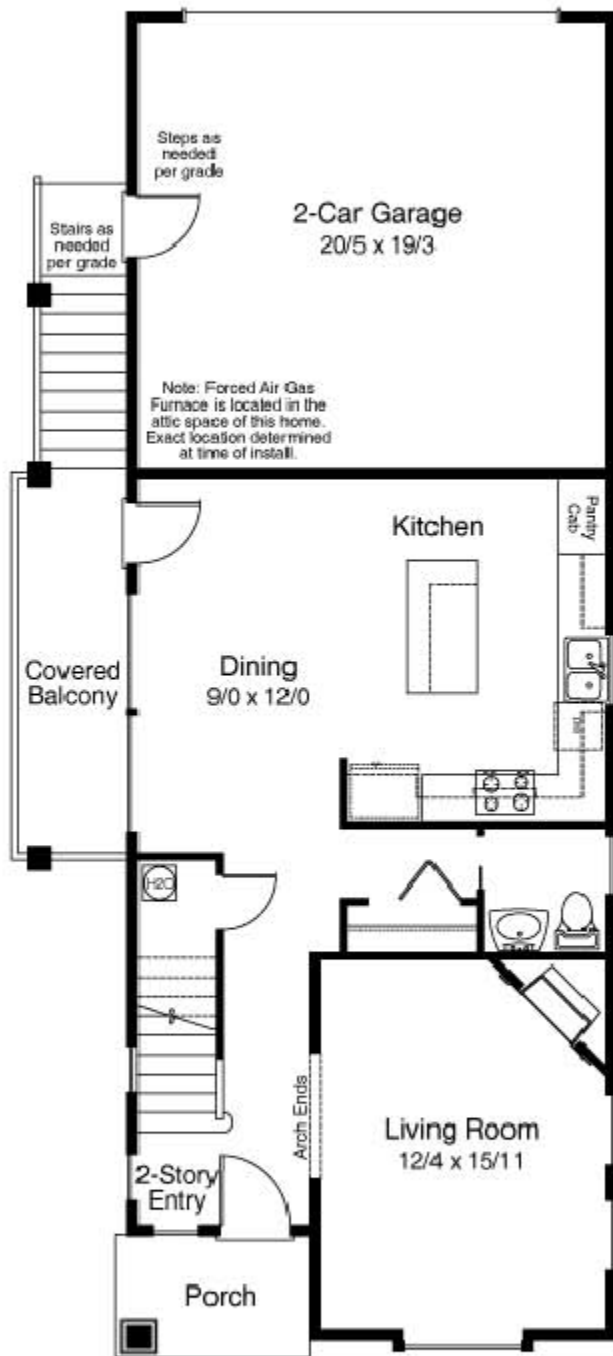 Steps as
needed
per grade
2-Car Garage
20/5 x 19/3
Stairs as
needed
per grade
Note: Forced Air Gas
Furnace is located in the
attic space of this home.
Exact location determined
at time of install.
Kitchen
Pantry
Cab
Covered
Balcony
Dining
9/0 x 12/0
H2O
Arch Ends
Living Room
12/4 x 15/11
2-Story
Entry
Porch